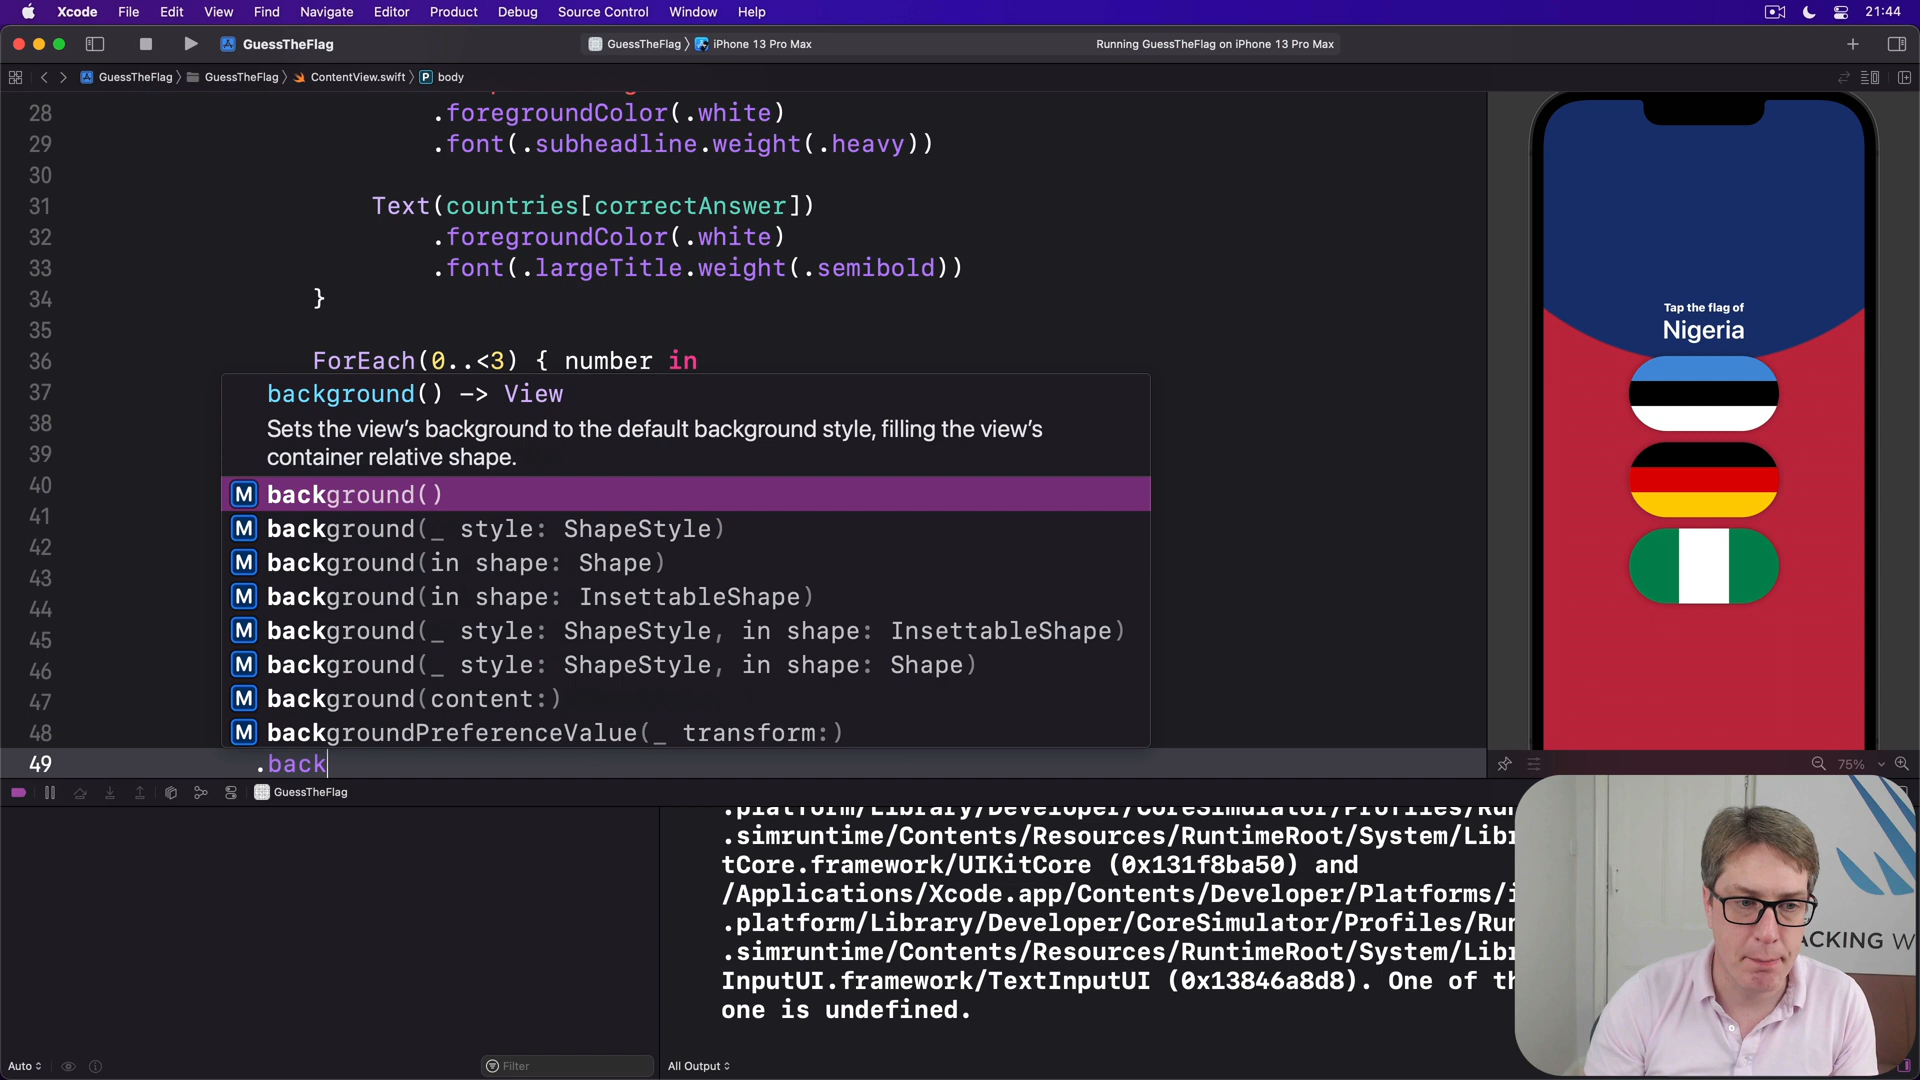 Xcode File Edit View Find Navigate Editor Product Debug Source Control Window Help 21:44
GuessTheFlag GuessTheFlag iPhone 13 Pro Max Running GuessTheFlag on iPhone 13 Pro Max
GuessTheFlag GuessTheFlag ContentView.swift P body
28 .foregroundColor(.white)
29 .font(.subheadline.weight(.heavy))
30
31 Text(countries[correctAnswer])
32 .foregroundColor(.white)
33 .font(.largeTitle.weight(.semibold))
34 }
35
36 ForEach(0..<3) { number in
37
38
39
40
41
42
43
44
45
46
47
48
49 .back
background() -> View
Sets the view's background to the default background style, filling the view's
container relative shape.
M background()
M background(_ style: ShapeStyle)
M background(in shape: Shape)
M background(in shape: InsettableShape)
M background(_ style: ShapeStyle, in shape: InsettableShape)
M background(_ style: ShapeStyle, in shape: Shape)
M background(content:)
M backgroundPreferenceValue(_ transform:)
Tap the flag of
Nigeria
75%
GuessTheFlag
.platform/Library/Developer/CoreSimulator/Profiles/Run
.simruntime/Contents/Resources/RuntimeRoot/System/Libr
tCore.framework/UIKitCore (0x131f8ba50) and
/Applications/Xcode.app/Contents/Developer/Platforms/i
.platform/Library/Developer/CoreSimulator/Profiles/Run
.simruntime/Contents/Resources/RuntimeRoot/System/Libr
InputUI.framework/TextInputUI (0x13846a8d8). One of th
one is undefined.
ACKING W
Auto Filter All Output